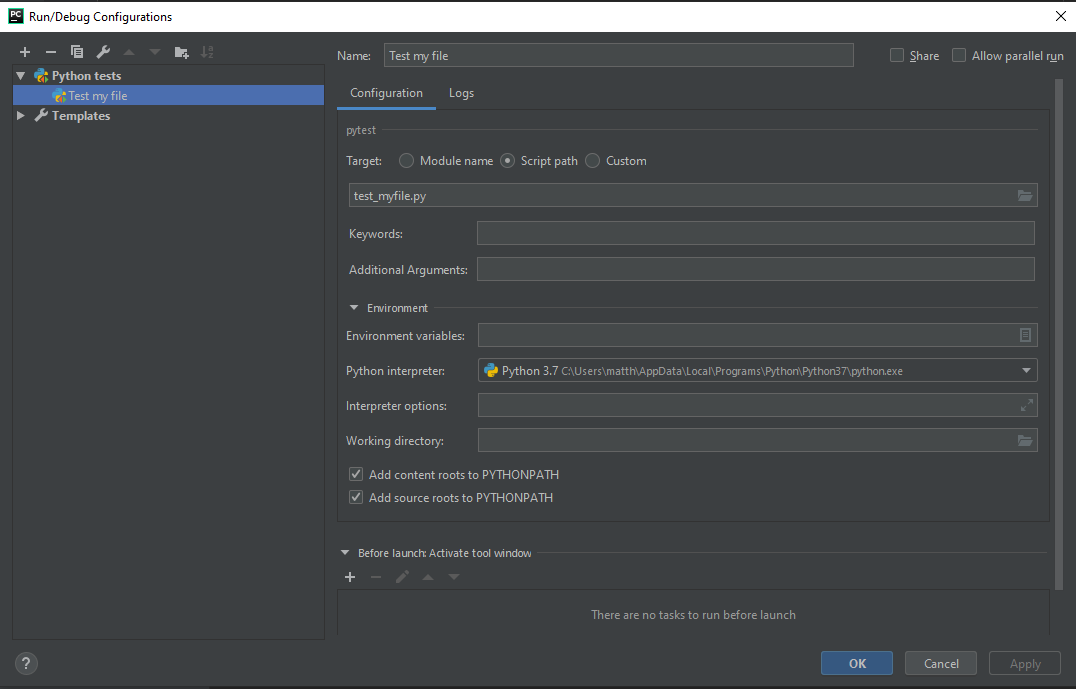 PC Run/Debug Configurations
Name: Test my file Share Allow parallel run
Python tests
Test my file
Templates
Configuration Logs
pytest
Target: Module name Script path Custom
test_myfile.py
Keywords:
Additional Arguments:
Environment
Environment variables:
Python interpreter: Python 3.7 C:\Users\matth\AppData\Local\Programs\Python\Python37\python.exe
Interpreter options:
Working directory:
Add content roots to PYTHONPATH
Add source roots to PYTHONPATH
Before launch: Activate tool window
There are no tasks to run before launch
? OK Cancel Apply